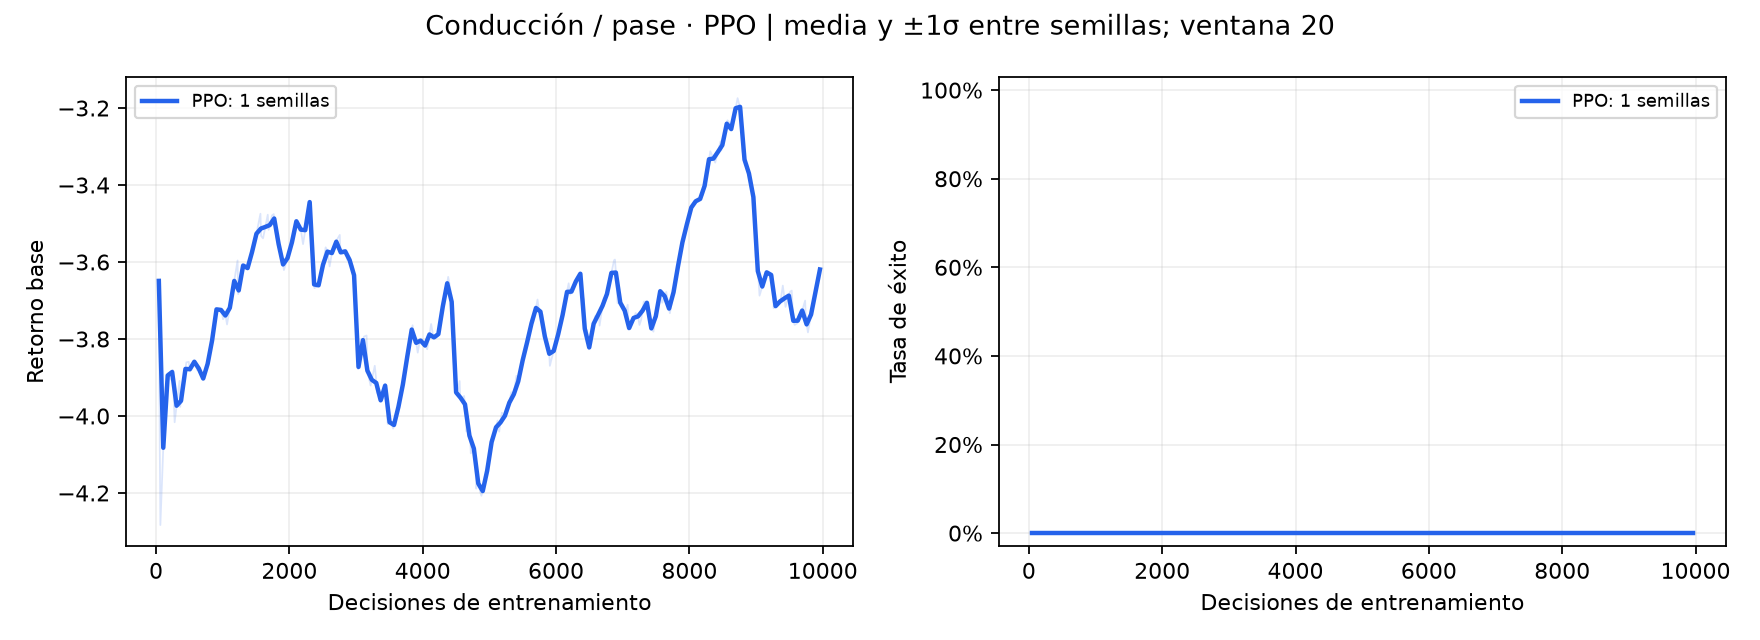 Conducción / pase · PPO | media y ±1σ entre semillas; ventana 20
PPO: 1 semillas
Retorno base
−3.2
−3.4
−3.6
−3.8
−4.0
−4.2
0 2000 4000 6000 8000 10000
Decisiones de entrenamiento
PPO: 1 semillas
Tasa de éxito
100%
80%
60%
40%
20%
0%
0 2000 4000 6000 8000 10000
Decisiones de entrenamiento